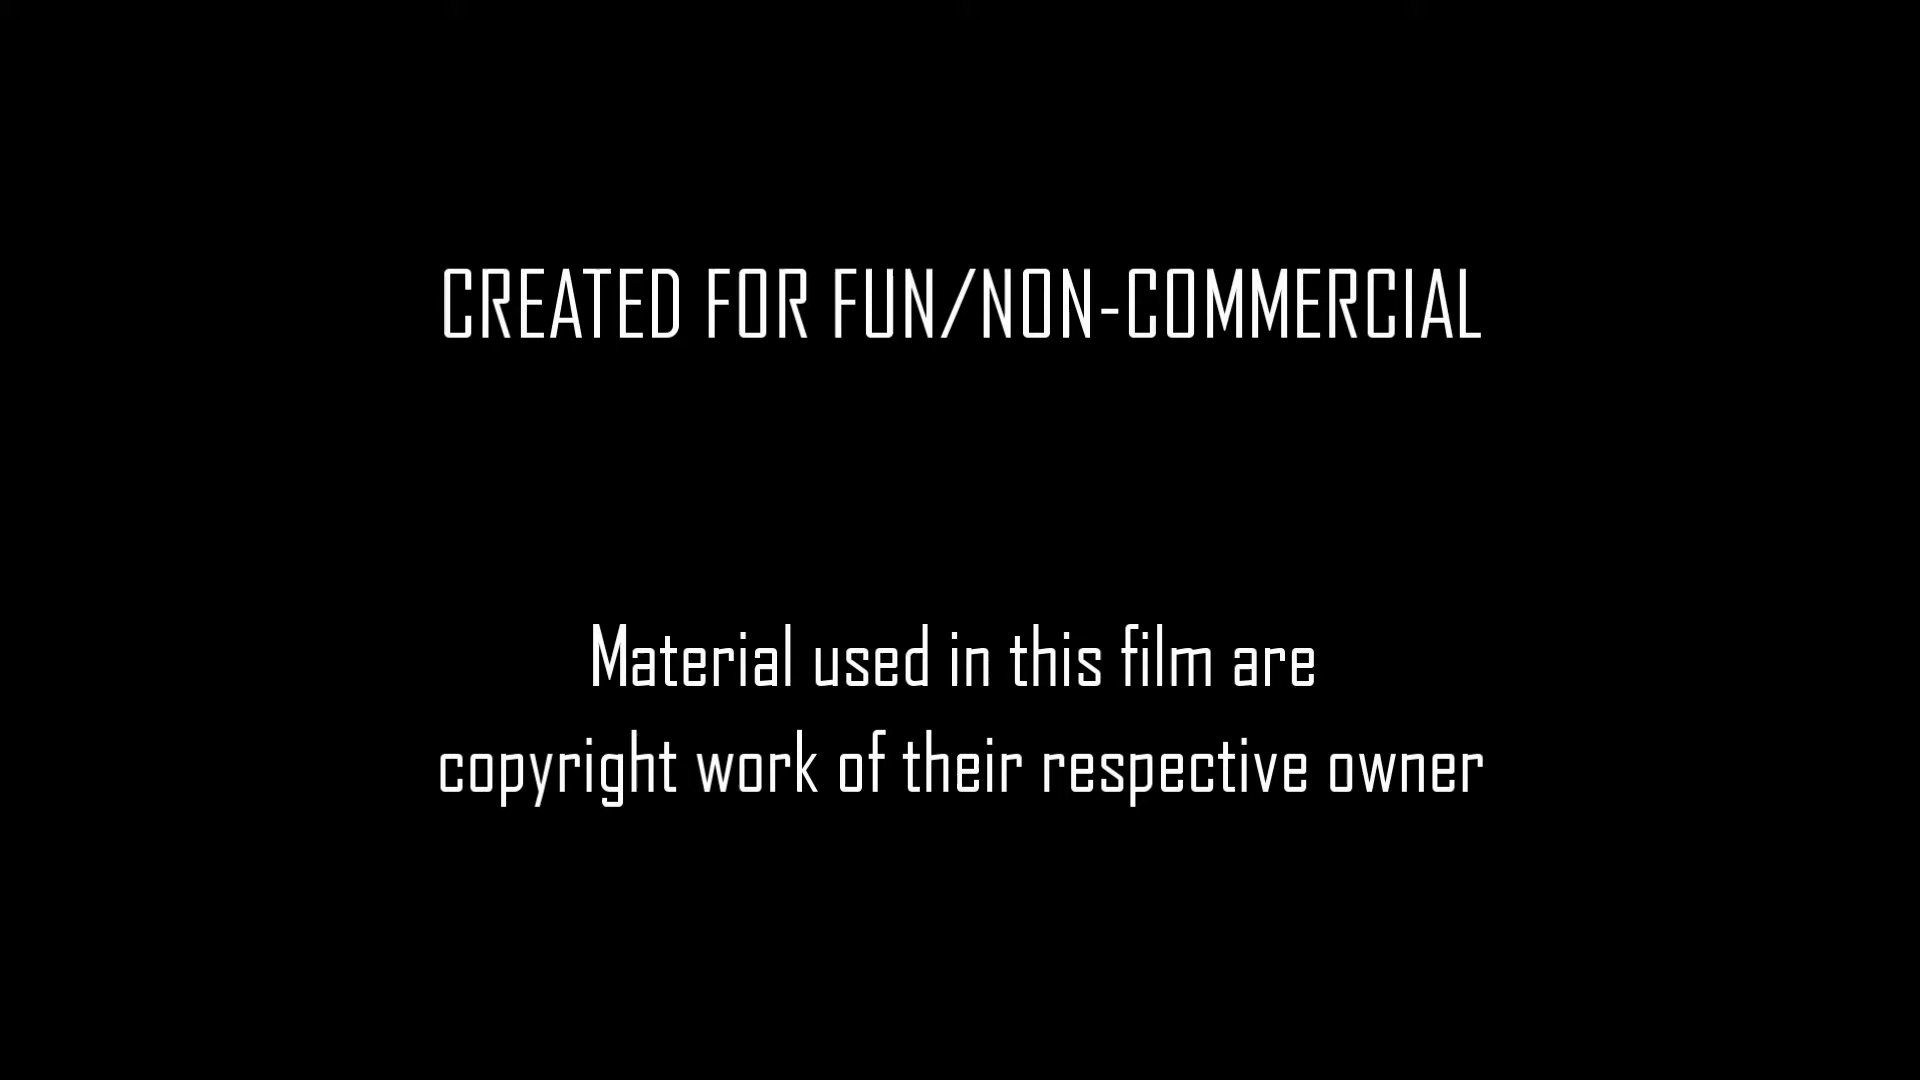 CREATED FOR FUN/NON-COMMERCIAL
Material used in this film are
copyright work of their respective owner